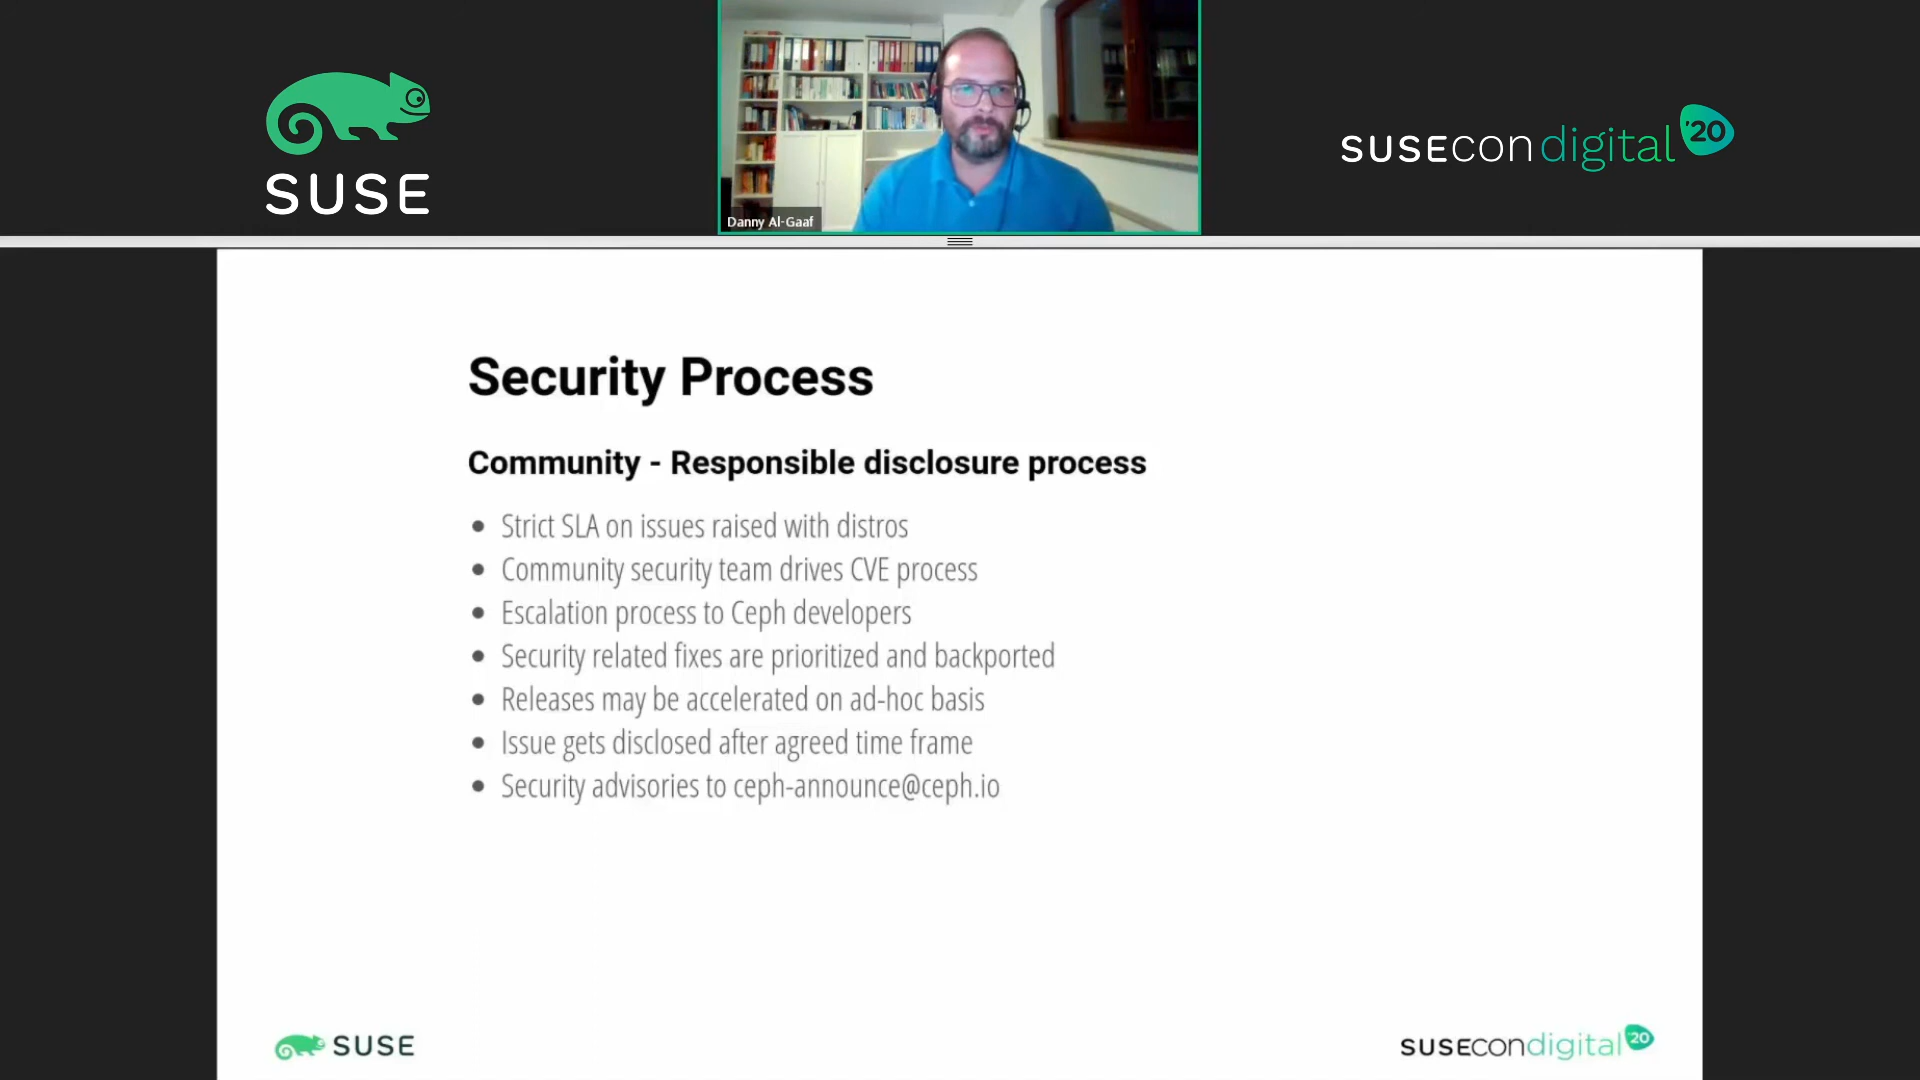 SUSE
Danny Al-Gaaf
SUSEcon digital '20
Security Process
Community - Responsible disclosure process
• Strict SLA on issues raised with distros
• Community security team drives CVE process
• Escalation process to Ceph developers
• Security related fixes are prioritized and backported
• Releases may be accelerated on ad-hoc basis
• Issue gets disclosed after agreed time frame
• Security advisories to ceph-announce@ceph.io
SUSE
SUSEcondigital '20